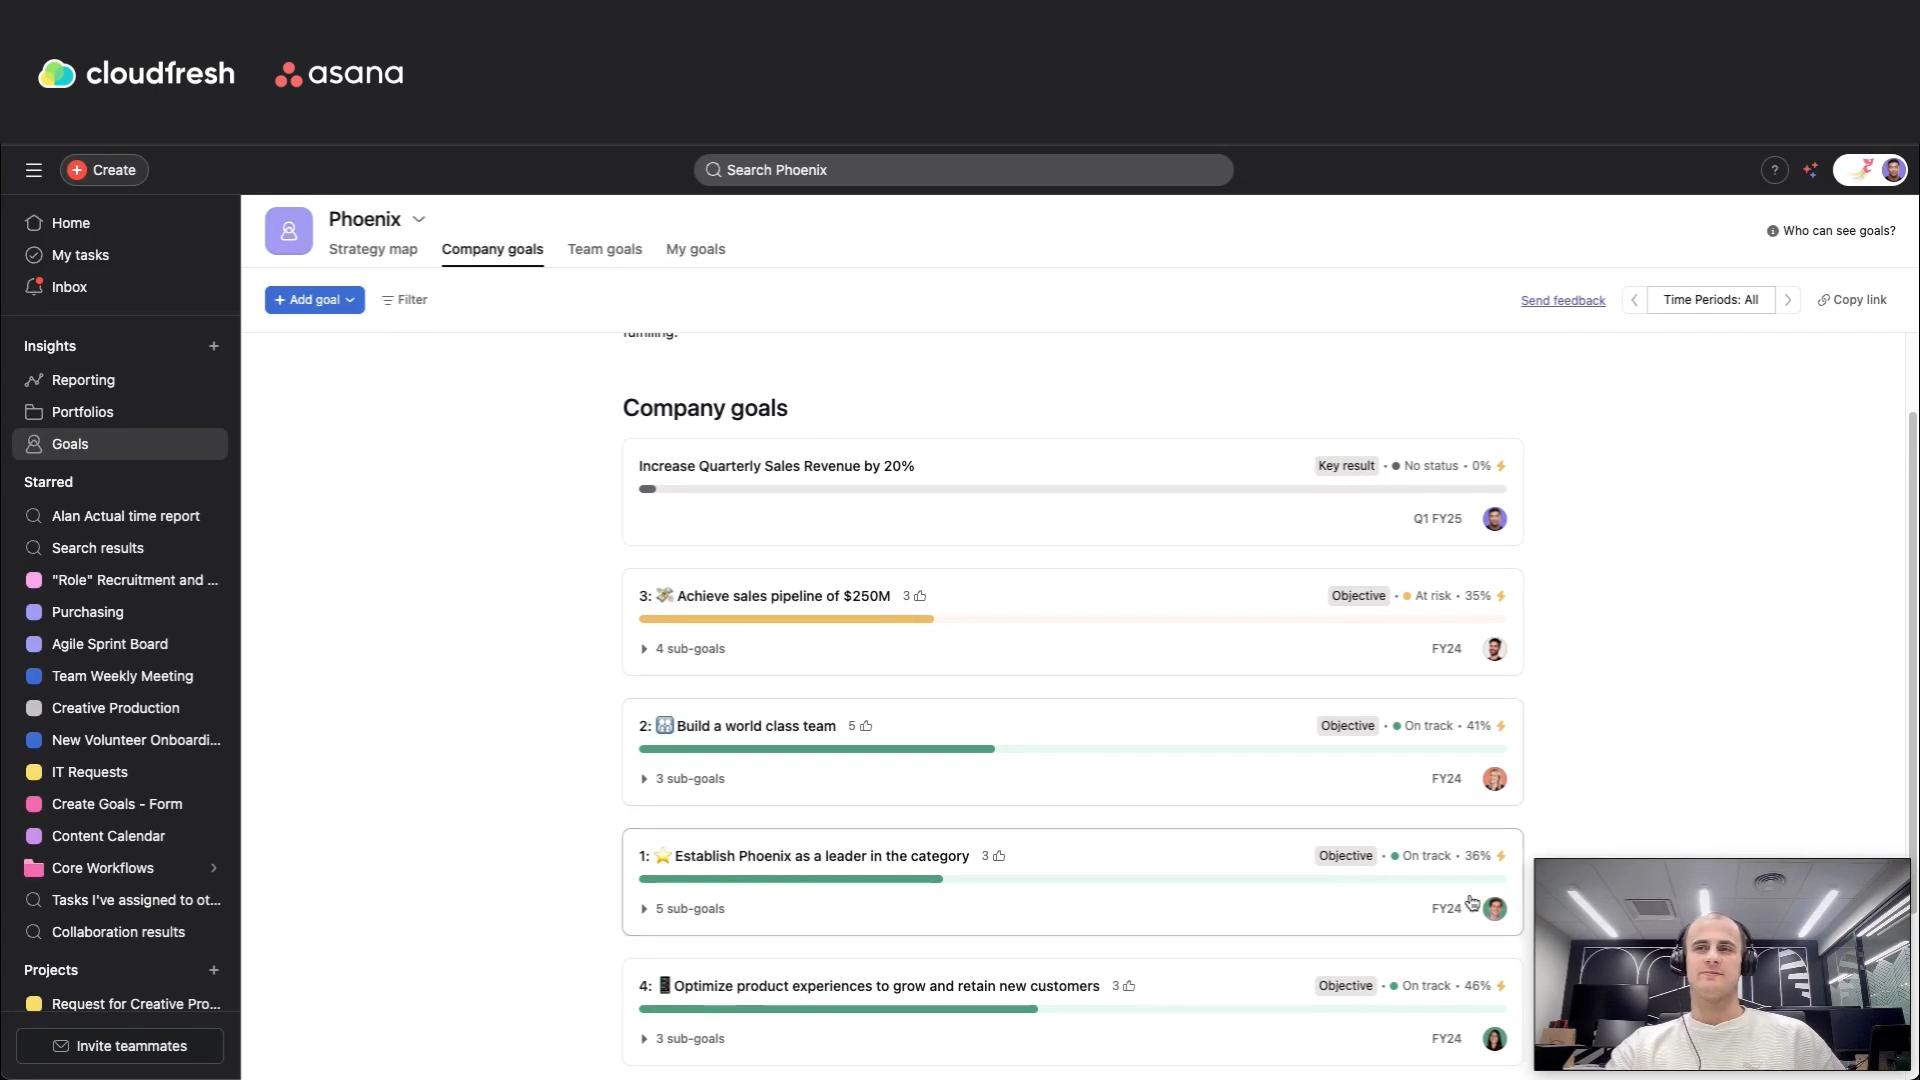 cloudfresh asana
Create
Search Phoenix
?
Home
My tasks
Inbox
Insights
Reporting
Portfolios
Goals
Starred
Alan Actual time report
Search results
"Role" Recruitment and ...
Purchasing
Agile Sprint Board
Team Weekly Meeting
Creative Production
New Volunteer Onboardi...
IT Requests
Create Goals - Form
Content Calendar
Core Workflows
Tasks I've assigned to ot...
Collaboration results
Projects
Request for Creative Pro...
Invite teammates
Phoenix
Strategy map Company goals Team goals My goals
Who can see goals?
+ Add goal Filter
Send feedback Time Periods: All Copy link
fulfilling.
Company goals
Increase Quarterly Sales Revenue by 20% Key result • No status • 0%
Q1 FY25
3: 💸 Achieve sales pipeline of $250M 3 Objective • At risk • 35%
4 sub-goals FY24
2: Build a world class team 5 Objective • On track • 41%
3 sub-goals FY24
1: ⭐ Establish Phoenix as a leader in the category 3 Objective • On track • 36%
5 sub-goals FY24
4: 📱 Optimize product experiences to grow and retain new customers 3 Objective • On track • 46%
3 sub-goals FY24